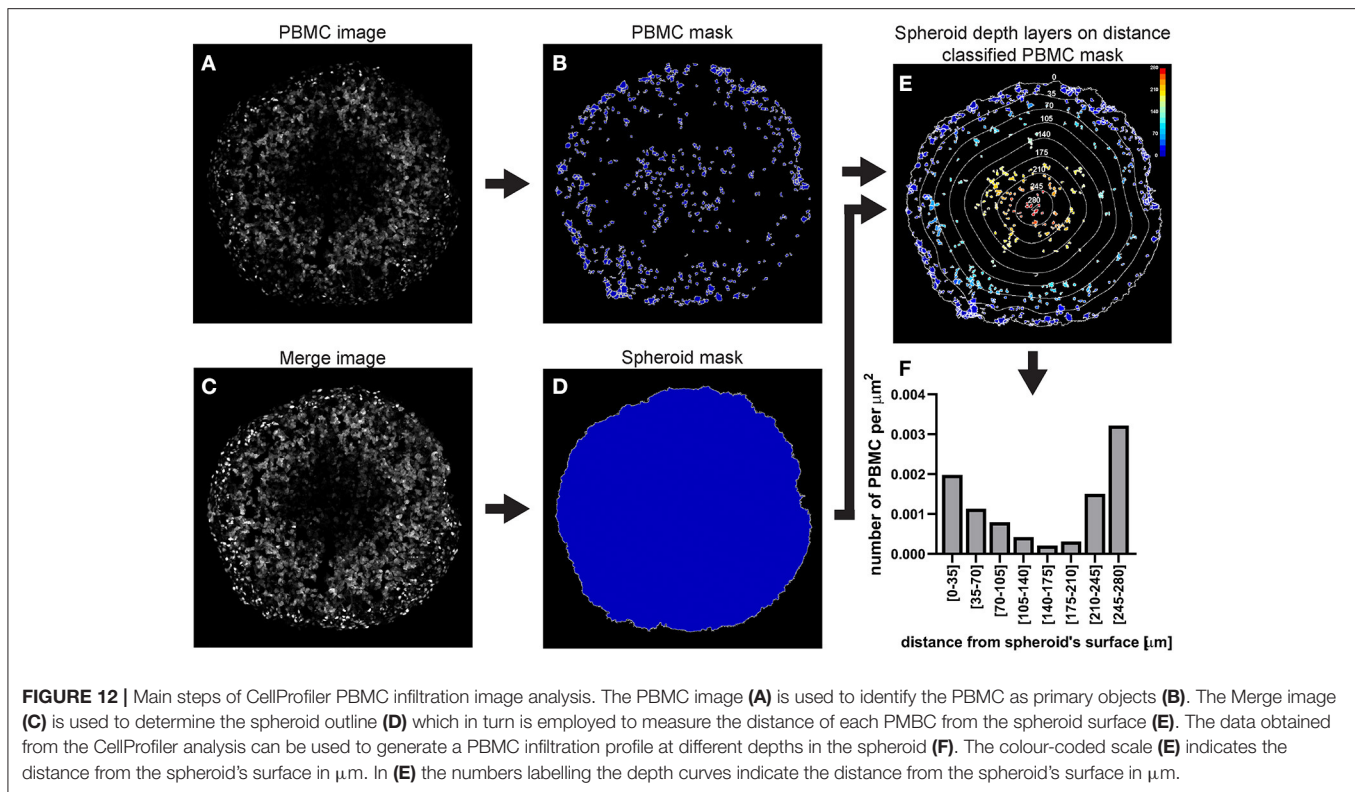 PBMC image
PBMC mask
Spheroid depth layers on distance
classified PBMC mask
A
B
E
0
35
70
105
140
175
210
245
280
280
210
140
70
0
Merge image
Spheroid mask
C
D
F
number of PBMC per μm²
0.004
0.003
0.002
0.001
0.000
[0-35]
[35-70]
[70-105]
[105-140]
[140-175]
[175-210]
[210-245]
[245-280]
distance from spheroid's surface [μm]
FIGURE 12 | Main steps of CellProfiler PBMC infiltration image analysis. The PBMC image (A) is used to identify the PBMC as primary objects (B). The Merge image
(C) is used to determine the spheroid outline (D) which in turn is employed to measure the distance of each PMBC from the spheroid surface (E). The data obtained
from the CellProfiler analysis can be used to generate a PBMC infiltration profile at different depths in the spheroid (F). The colour-coded scale (E) indicates the
distance from the spheroid's surface in μm. In (E) the numbers labelling the depth curves indicate the distance from the spheroid's surface in μm.